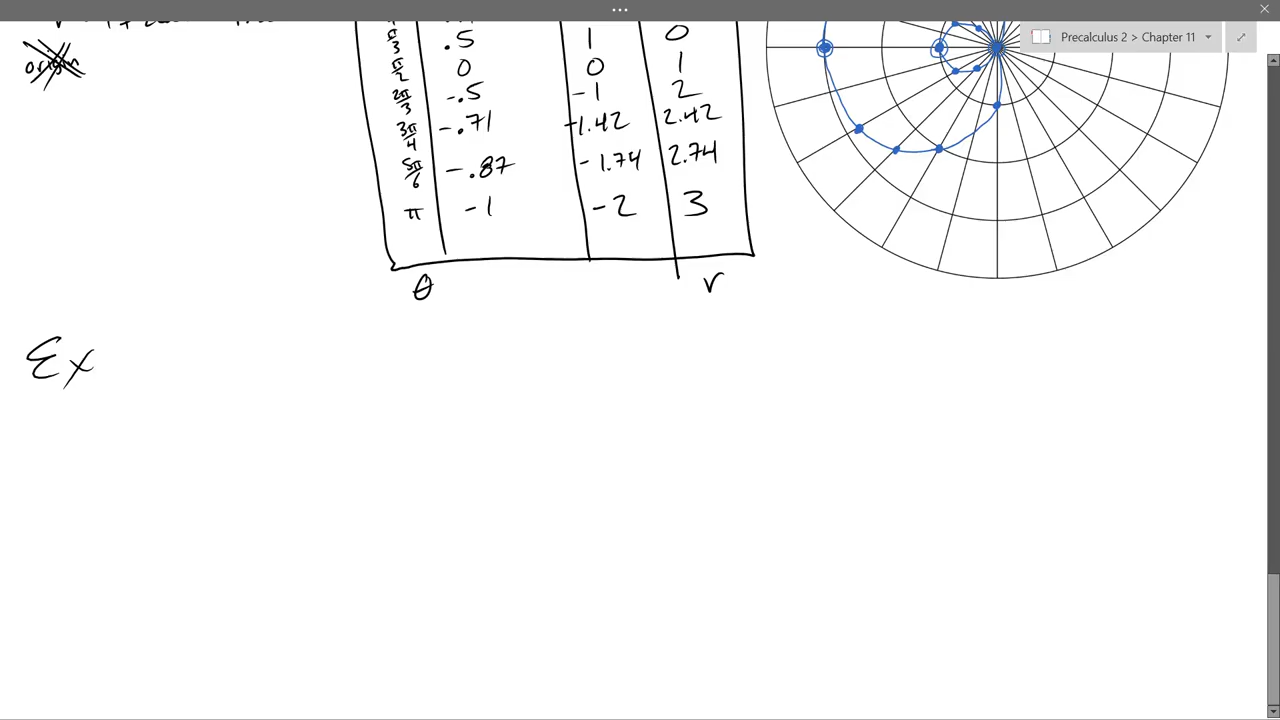 Precalculus 2 > Chapter 11
origin
π/3 .5 1 0
π/2 0 0 1
2π/3 -.5 -1 2
3π/4 -.71 -1.42 2.42
5π/6 -.87 -1.74 2.74
π -1 -2 3
θ r
Ex